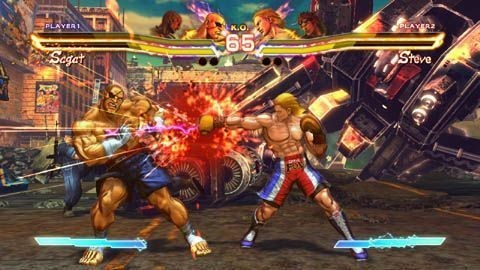 PLAYER1
K.O.
PLAYER2
65
Sagat
Steve